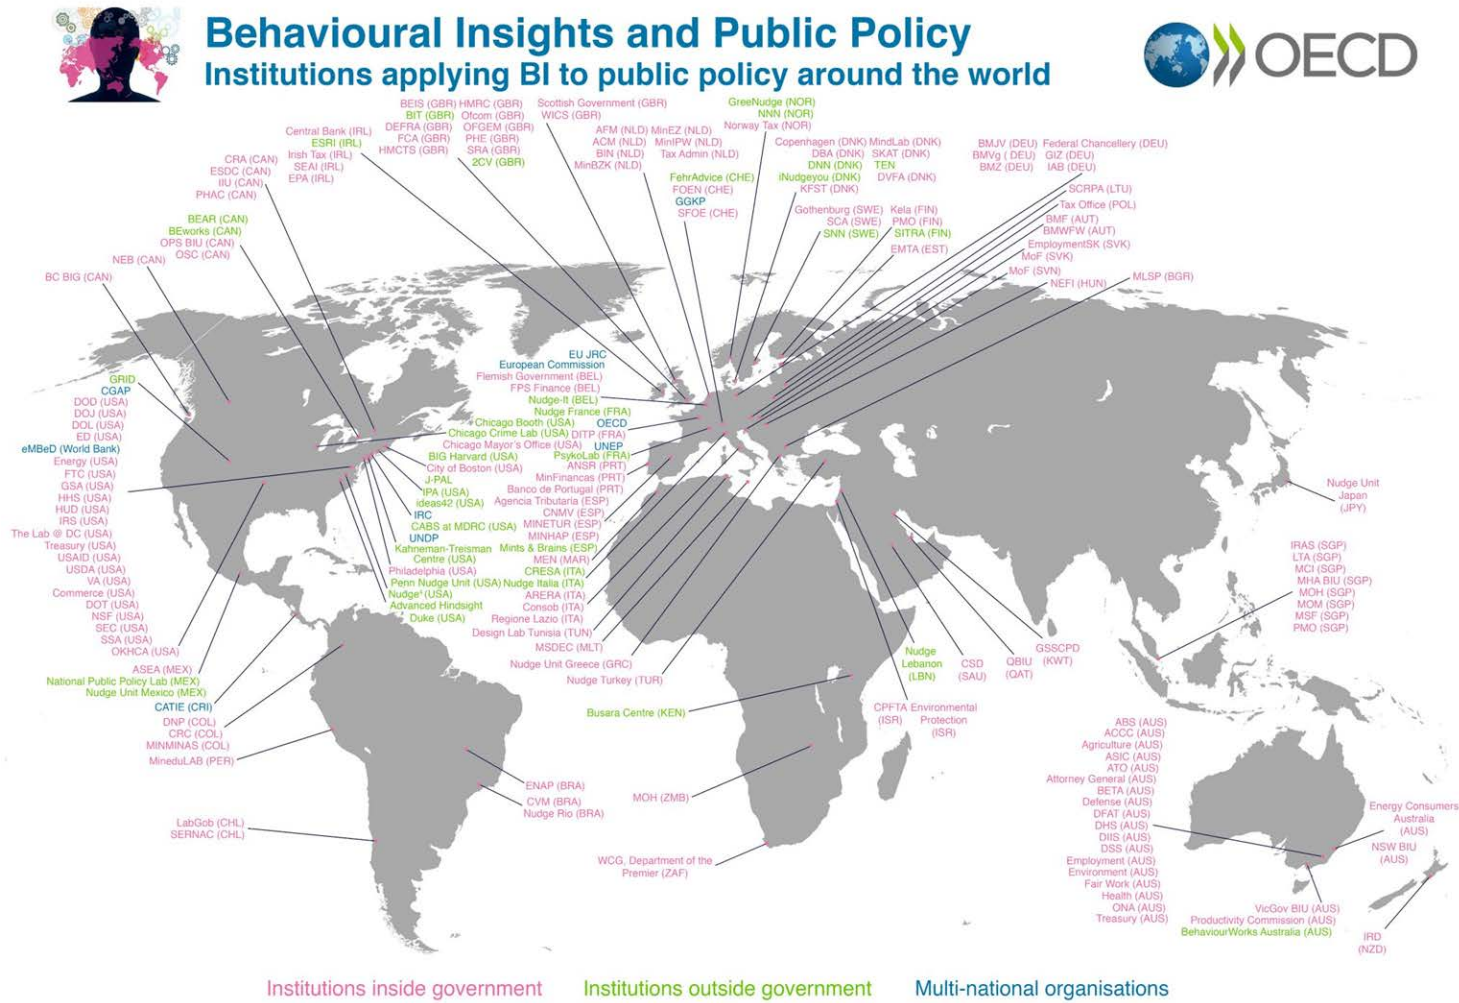 Behavioural Insights and Public Policy
Institutions applying BI to public policy around the world
OECD
BEIS (GBR) HMRC (GBR)
BIT (GBR) Ofcom (GBR)
DEFRA (GBR) OFGEM (GBR)
FCA (GBR) PHE (GBR)
HMCTS (GBR) SRA (GBR)
2CV (GBR)
Scottish Government (GBR)
WICS (GBR)
Central Bank (IRL)
ESRI (IRL)
Irish Tax (IRL)
SEAI (IRL)
EPA (IRL)
CRA (CAN)
ESDC (CAN)
IIU (CAN)
PHAC (CAN)
BEAR (CAN)
BEworks (CAN)
OPS BIU (CAN)
OSC (CAN)
NEB (CAN)
BC BIG (CAN)
AFM (NLD) MinEZ (NLD)
ACM (NLD) MinIPW (NLD)
BIN (NLD) Tax Admin (NLD)
MinBZK (NLD)
FehrAdvice (CHE)
FOEN (CHE)
GGKP
SFOE (CHE)
GreeNudge (NOR)
NNN (NOR)
Norway Tax (NOR)
Copenhagen (DNK) MindLab (DNK)
DBA (DNK) SKAT (DNK)
DNN (DNK) TEN
iNudgeyou (DNK) DVFA (DNK)
KFST (DNK)
Gothenburg (SWE) Kela (FIN)
SCA (SWE) PMO (FIN)
SNN (SWE) SITRA (FIN)
EMTA (EST)
BMJV (DEU) Federal Chancellery (DEU)
BMVg ( DEU) GIZ (DEU)
BMZ (DEU) IAB (DEU)
SCRPA (LTU)
Tax Office (POL)
BMF (AUT)
BMWFW (AUT)
EmploymentSK (SVK)
MoF (SVK)
MoF (SVN)
NEFI (HUN)
MLSP (BGR)
GRID
CGAP
DOD (USA)
DOJ (USA)
DOL (USA)
ED (USA)
eMBeD (World Bank)
Energy (USA)
FTC (USA)
GSA (USA)
HHS (USA)
HUD (USA)
IRS (USA)
The Lab @ DC (USA)
Treasury (USA)
USAID (USA)
USDA (USA)
VA (USA)
Commerce (USA)
DOT (USA)
NSF (USA)
SEC (USA)
SSA (USA)
OKHCA (USA)
ASEA (MEX)
National Public Policy Lab (MEX)
Nudge Unit Mexico (MEX)
CATIE (CRI)
DNP (COL)
CRC (COL)
MINMINAS (COL)
MineduLAB (PER)
LabGob (CHL)
SERNAC (CHL)
ENAP (BRA)
CVM (BRA)
Nudge Rio (BRA)
Chicago Booth (USA)
Chicago Crime Lab (USA)
Chicago Mayor's Office (USA)
BIG Harvard (USA)
City of Boston (USA)
J-PAL
IPA (USA)
ideas42 (USA)
IRC
CABS at MDRC (USA)
UNDP
Kahneman-Treisman
Centre (USA)
Philadelphia (USA)
Penn Nudge Unit (USA)
Nudge⁴ (USA)
Advanced Hindsight
Duke (USA)
EU JRC
European Commission
Flemish Government (BEL)
FPS Finance (BEL)
Nudge-It (BEL)
Nudge France (FRA)
OECD
DITP (FRA)
UNEP
PsykoLab (FRA)
ANSR (PRT)
MinFinancas (PRT)
Banco de Portugal (PRT)
Agencia Tributaria (ESP)
CNMV (ESP)
MINETUR (ESP)
MINHAP (ESP)
Mints & Brains (ESP)
MEN (MAR)
CRESA (ITA)
Nudge Italia (ITA)
ARERA (ITA)
Consob (ITA)
Regione Lazio (ITA)
Design Lab Tunisia (TUN)
MSDEC (MLT)
Nudge Unit Greece (GRC)
Nudge Turkey (TUR)
Busara Centre (KEN)
MOH (ZMB)
WCG, Department of the
Premier (ZAF)
CPFTA
(ISR)
Environmental
Protection
(ISR)
Nudge
Lebanon
(LBN)
CSD
(SAU)
QBIU
(QAT)
GSSCPD
(KWT)
Nudge Unit
Japan
(JPY)
IRAS (SGP)
LTA (SGP)
MCI (SGP)
MHA BIU (SGP)
MOH (SGP)
MOM (SGP)
MSF (SGP)
PMO (SGP)
ABS (AUS)
ACCC (AUS)
Agriculture (AUS)
ASIC (AUS)
ATO (AUS)
Attorney General (AUS)
BETA (AUS)
Defense (AUS)
DFAT (AUS)
DHS (AUS)
DIIS (AUS)
DSS (AUS)
Employment (AUS)
Environment (AUS)
Fair Work (AUS)
Health (AUS)
ONA (AUS)
Treasury (AUS)
Energy Consumers
Australia
(AUS)
NSW BIU
(AUS)
VicGov BIU (AUS)
Productivity Commission (AUS)
BehaviourWorks Australia (AUS)
IRD
(NZD)
Institutions inside government
Institutions outside government
Multi-national organisations